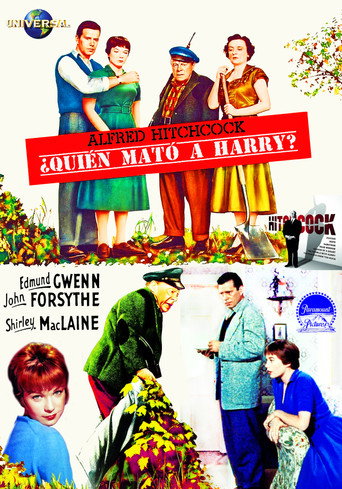 UNIVERSAL
ALFRED HITCHCOCK
¿QUIÉN MATÓ A HARRY?
HITCHCOCK
Edmund GWENN
John FORSYTHE
Shirley MacLAINE
Paramount
Pictures